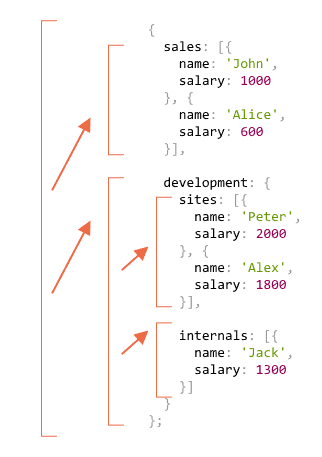 {
  sales: [{
    name: 'John',
    salary: 1000
  }, {
    name: 'Alice',
    salary: 600
  }],
  development: {
    sites: [{
      name: 'Peter',
      salary: 2000
    }, {
      name: 'Alex',
      salary: 1800
    }],
    internals: [{
      name: 'Jack',
      salary: 1300
    }]
  }
};